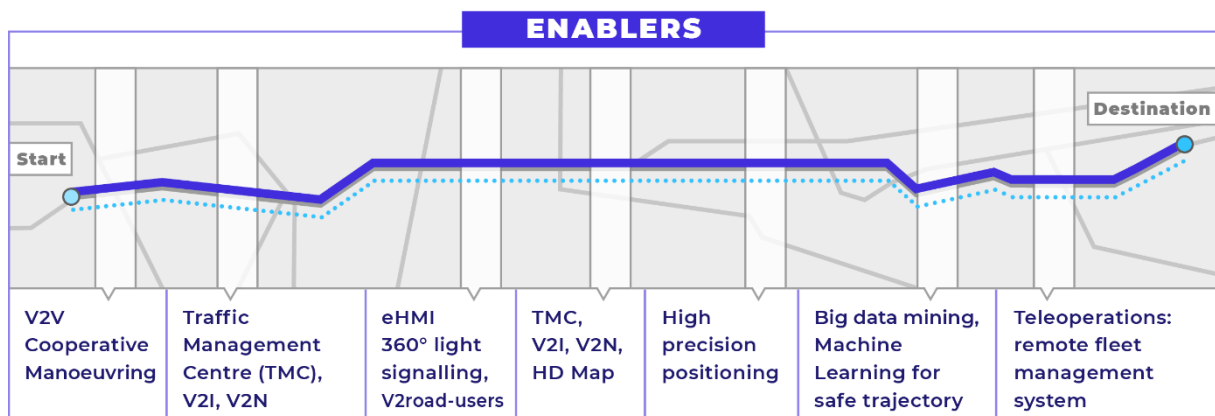 ENABLERS
Start
Destination
V2V
Cooperative
Manoeuvring
Traffic
Management
Centre (TMC),
V2I, V2N
eHMI
360° light
signalling,
V2road-users
TMC,
V2I, V2N,
HD Map
High
precision
positioning
Big data mining,
Machine
Learning for
safe trajectory
Teleoperations:
remote fleet
management
system